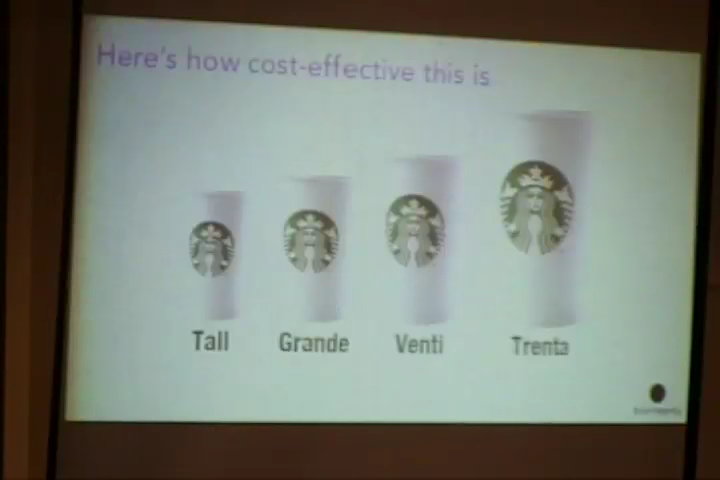 Here's how cost-effective this is
Tall Grande Venti Trenta